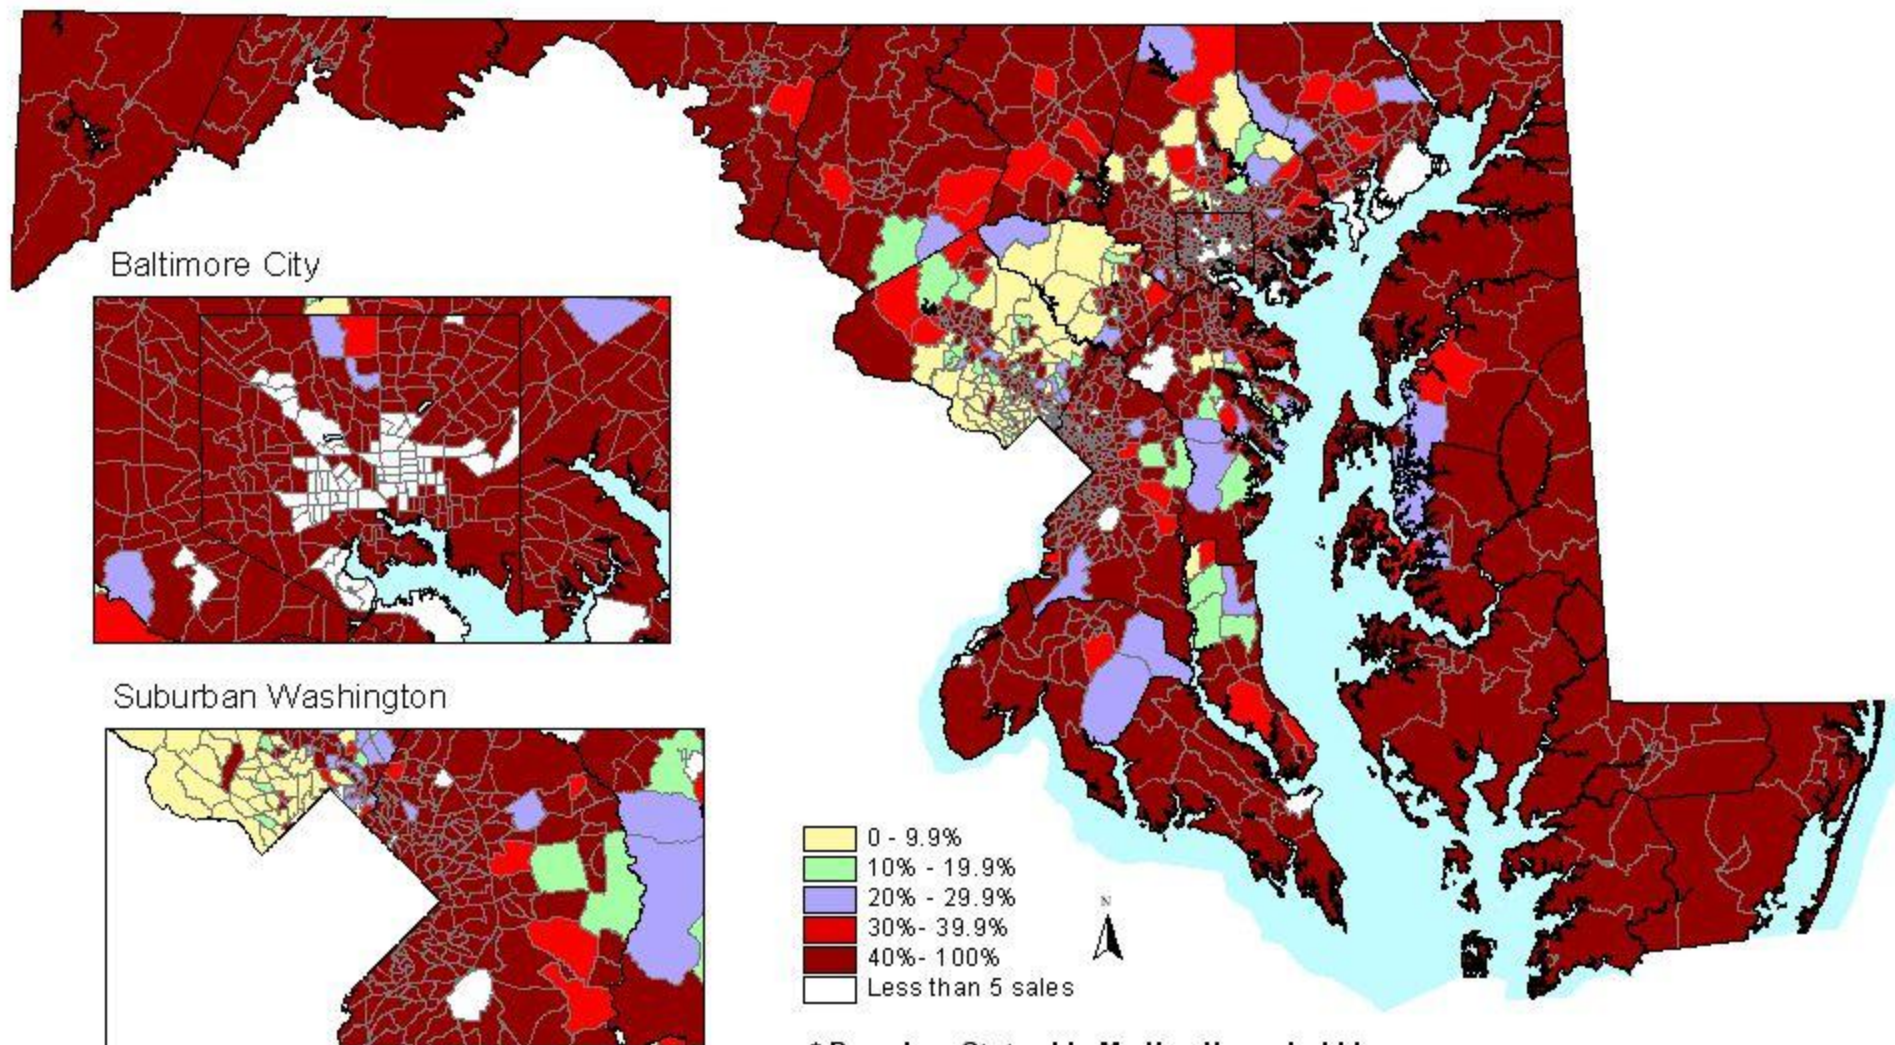 Baltimore City
Suburban Washington
0 - 9.9%
10% - 19.9%
20% - 29.9%
30%- 39.9%
40%- 100%
Less than 5 sales
N